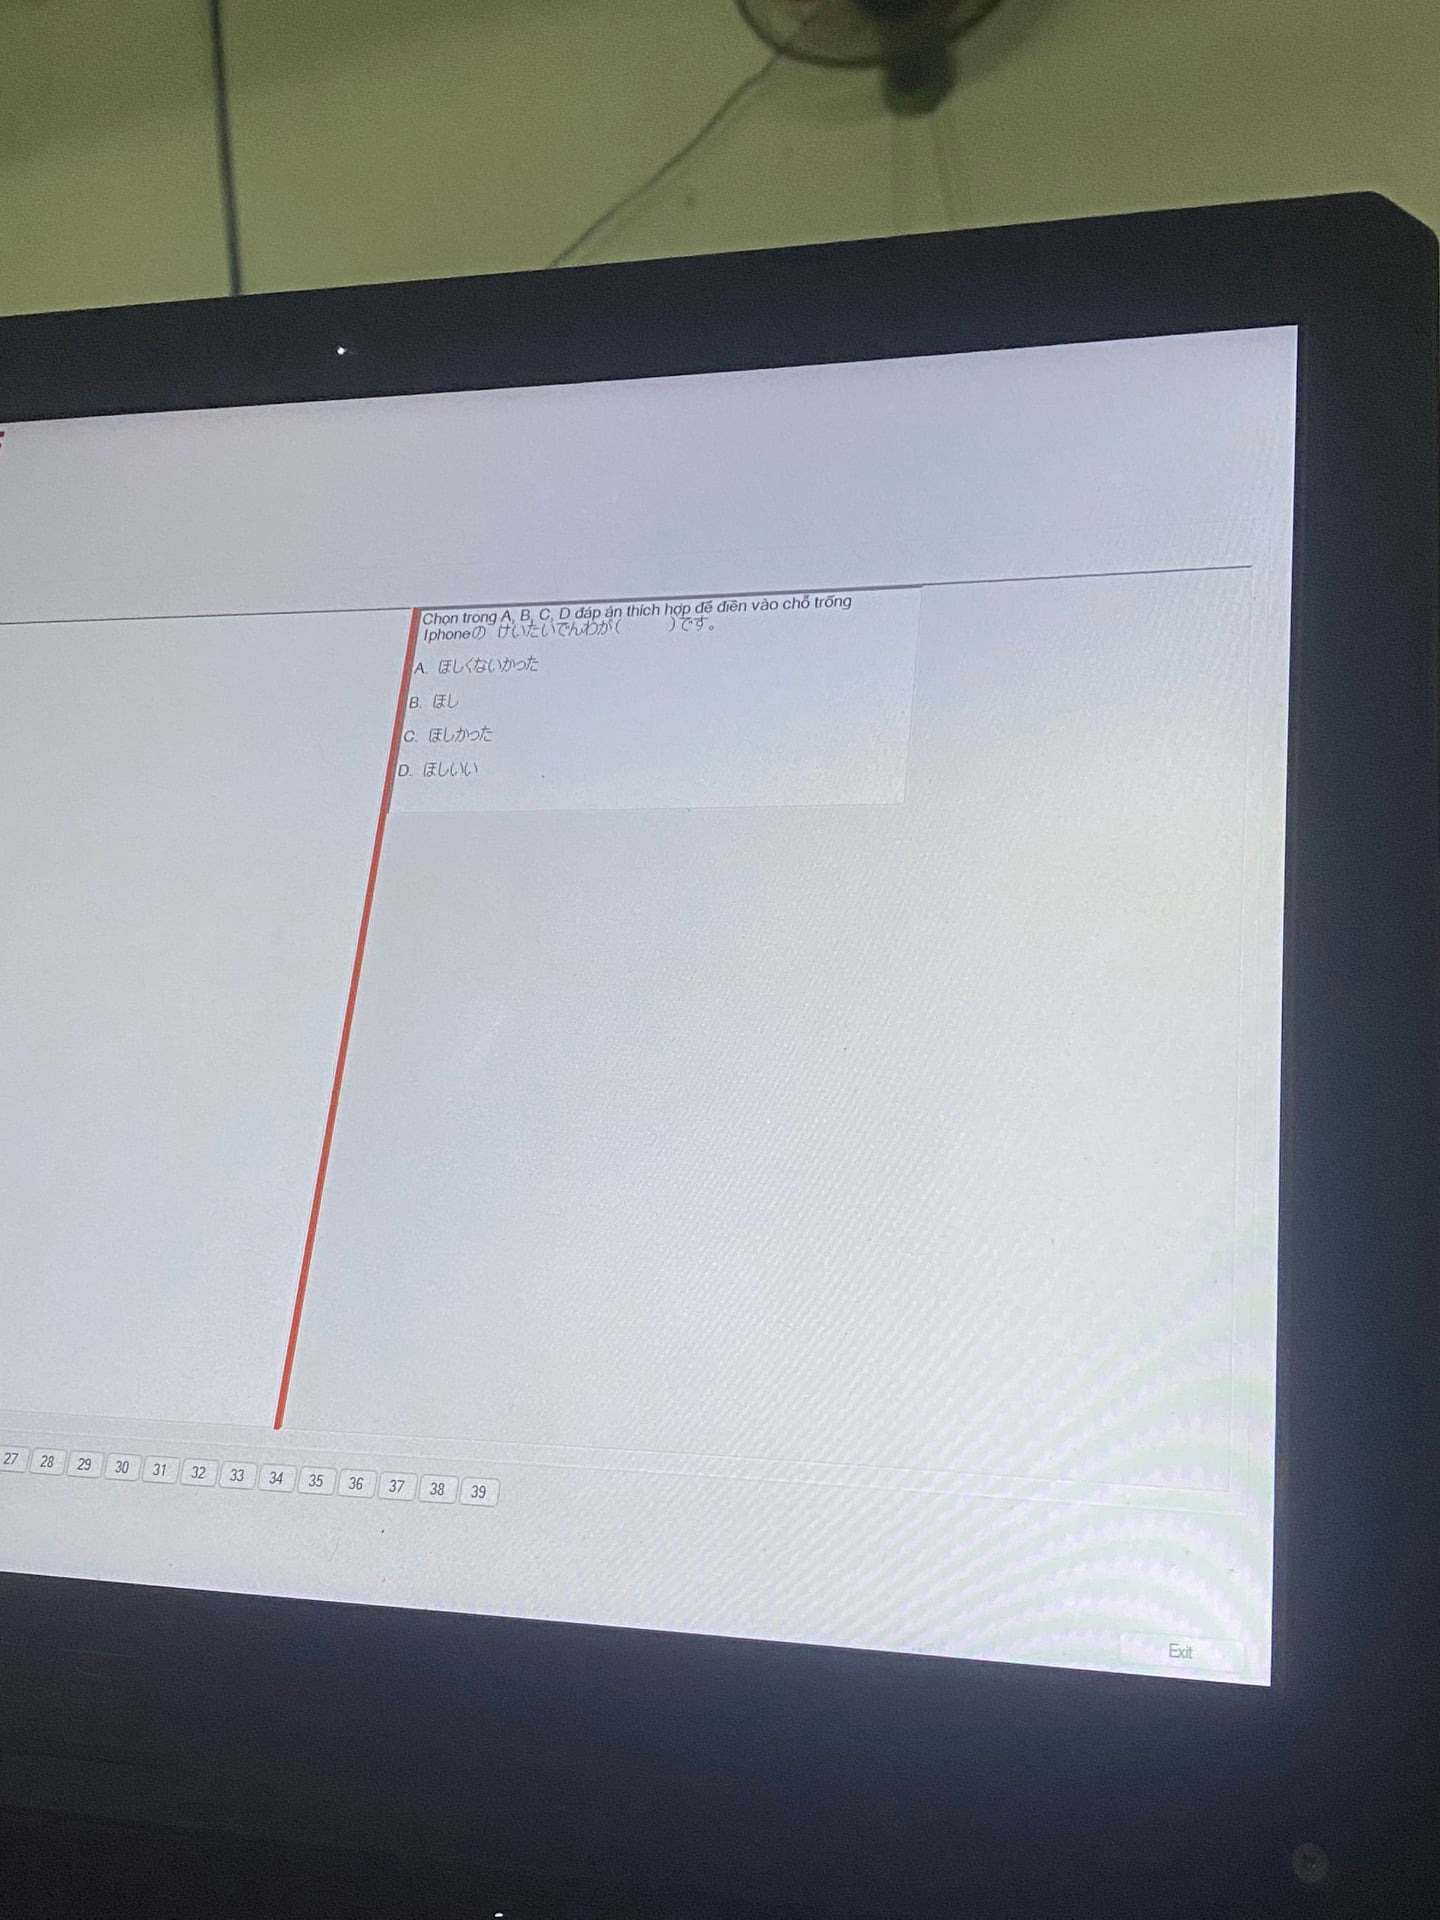 Chọn trong A, B, C, D đáp án thích hợp để điền vào chỗ trống
Iphoneの けいたいでんわが( )です。
A. ほしくないかった
B. ほし
C. ほしかった
D. ほしいい
27 28 29 30 31 32 33 34 35 36 37 38 39
Exit